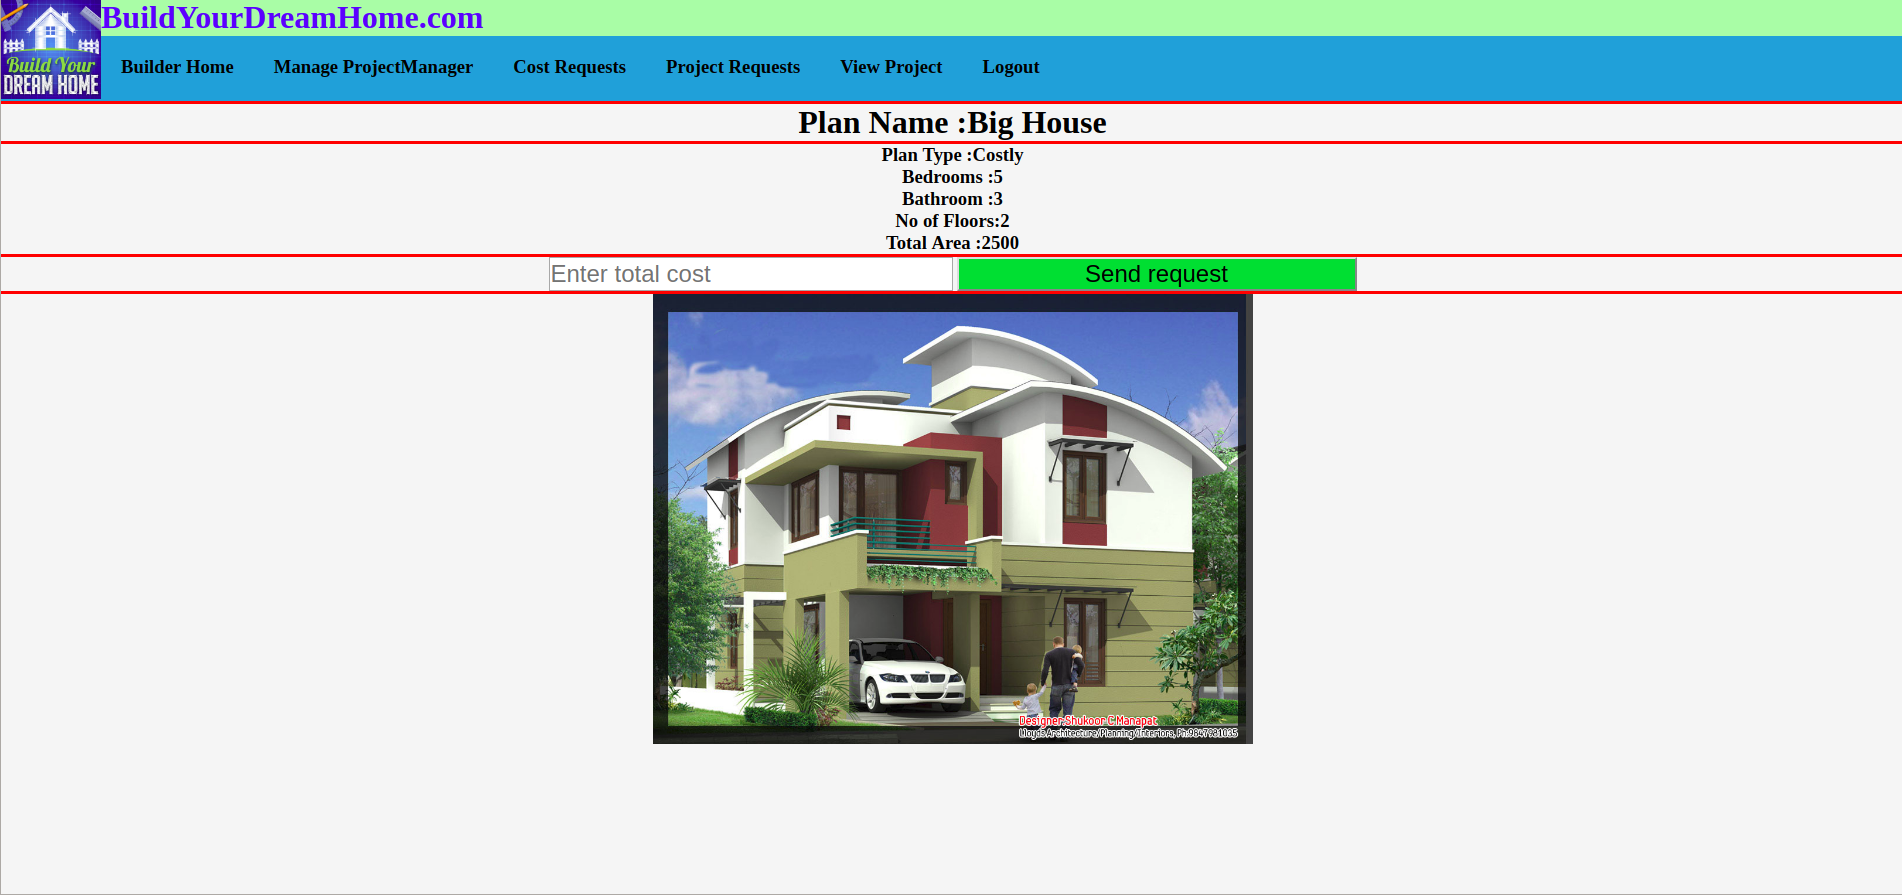 BuildYourDreamHome.com
Build Your
DREAM HOME
Builder Home Manage ProjectManager Cost Requests Project Requests View Project Logout
Plan Name :Big House
Plan Type :Costly
Bedrooms :5
Bathroom :3
No of Floors:2
Total Area :2500
Enter total cost Send request
Designer-Shukoor C Manapat
Lloyds Architecture/Planning/Interiors, Ph:9847931035